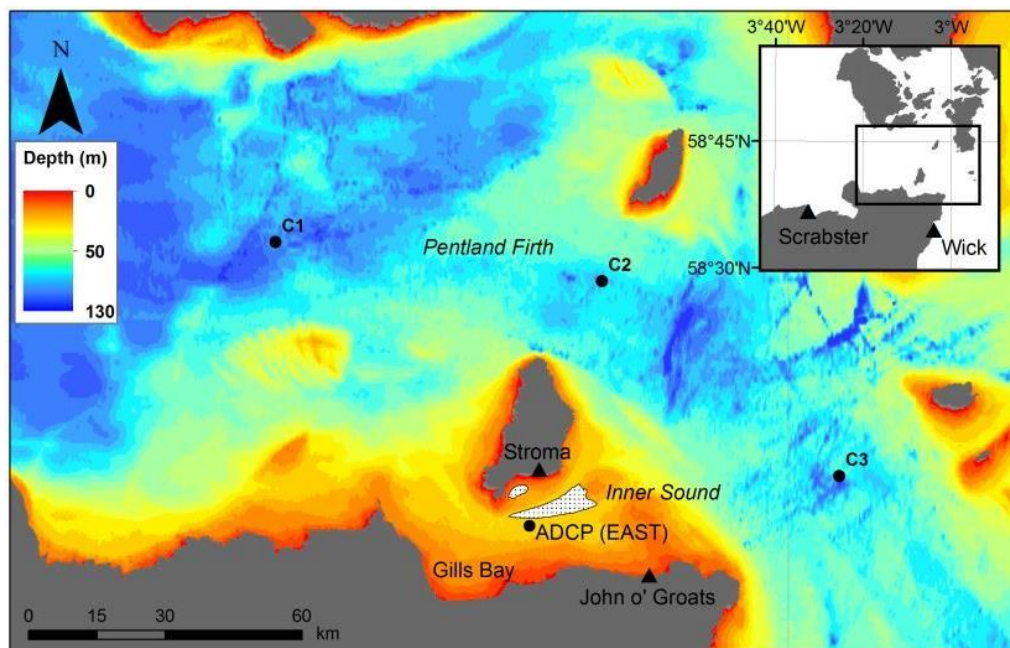 N
Depth (m)
0
50
130
C1
Pentland Firth
C2
3°40'W
3°20'W
3°W
58°45'N
58°30'N
Scrabster
Wick
Stroma
Inner Sound
C3
ADCP (EAST)
Gills Bay
John o' Groats
0 15 30 60
km